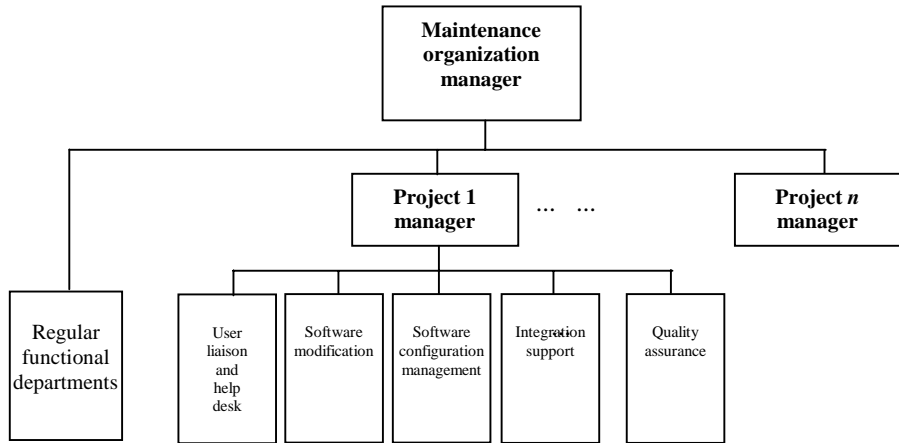 Maintenance
organization
manager
Project 1
manager
... ...
Project n
manager
Regular
functional
departments
User
liaison
and
help
desk
Software
modification
Software
configuration
management
Integration
support
...
Quality
assurance